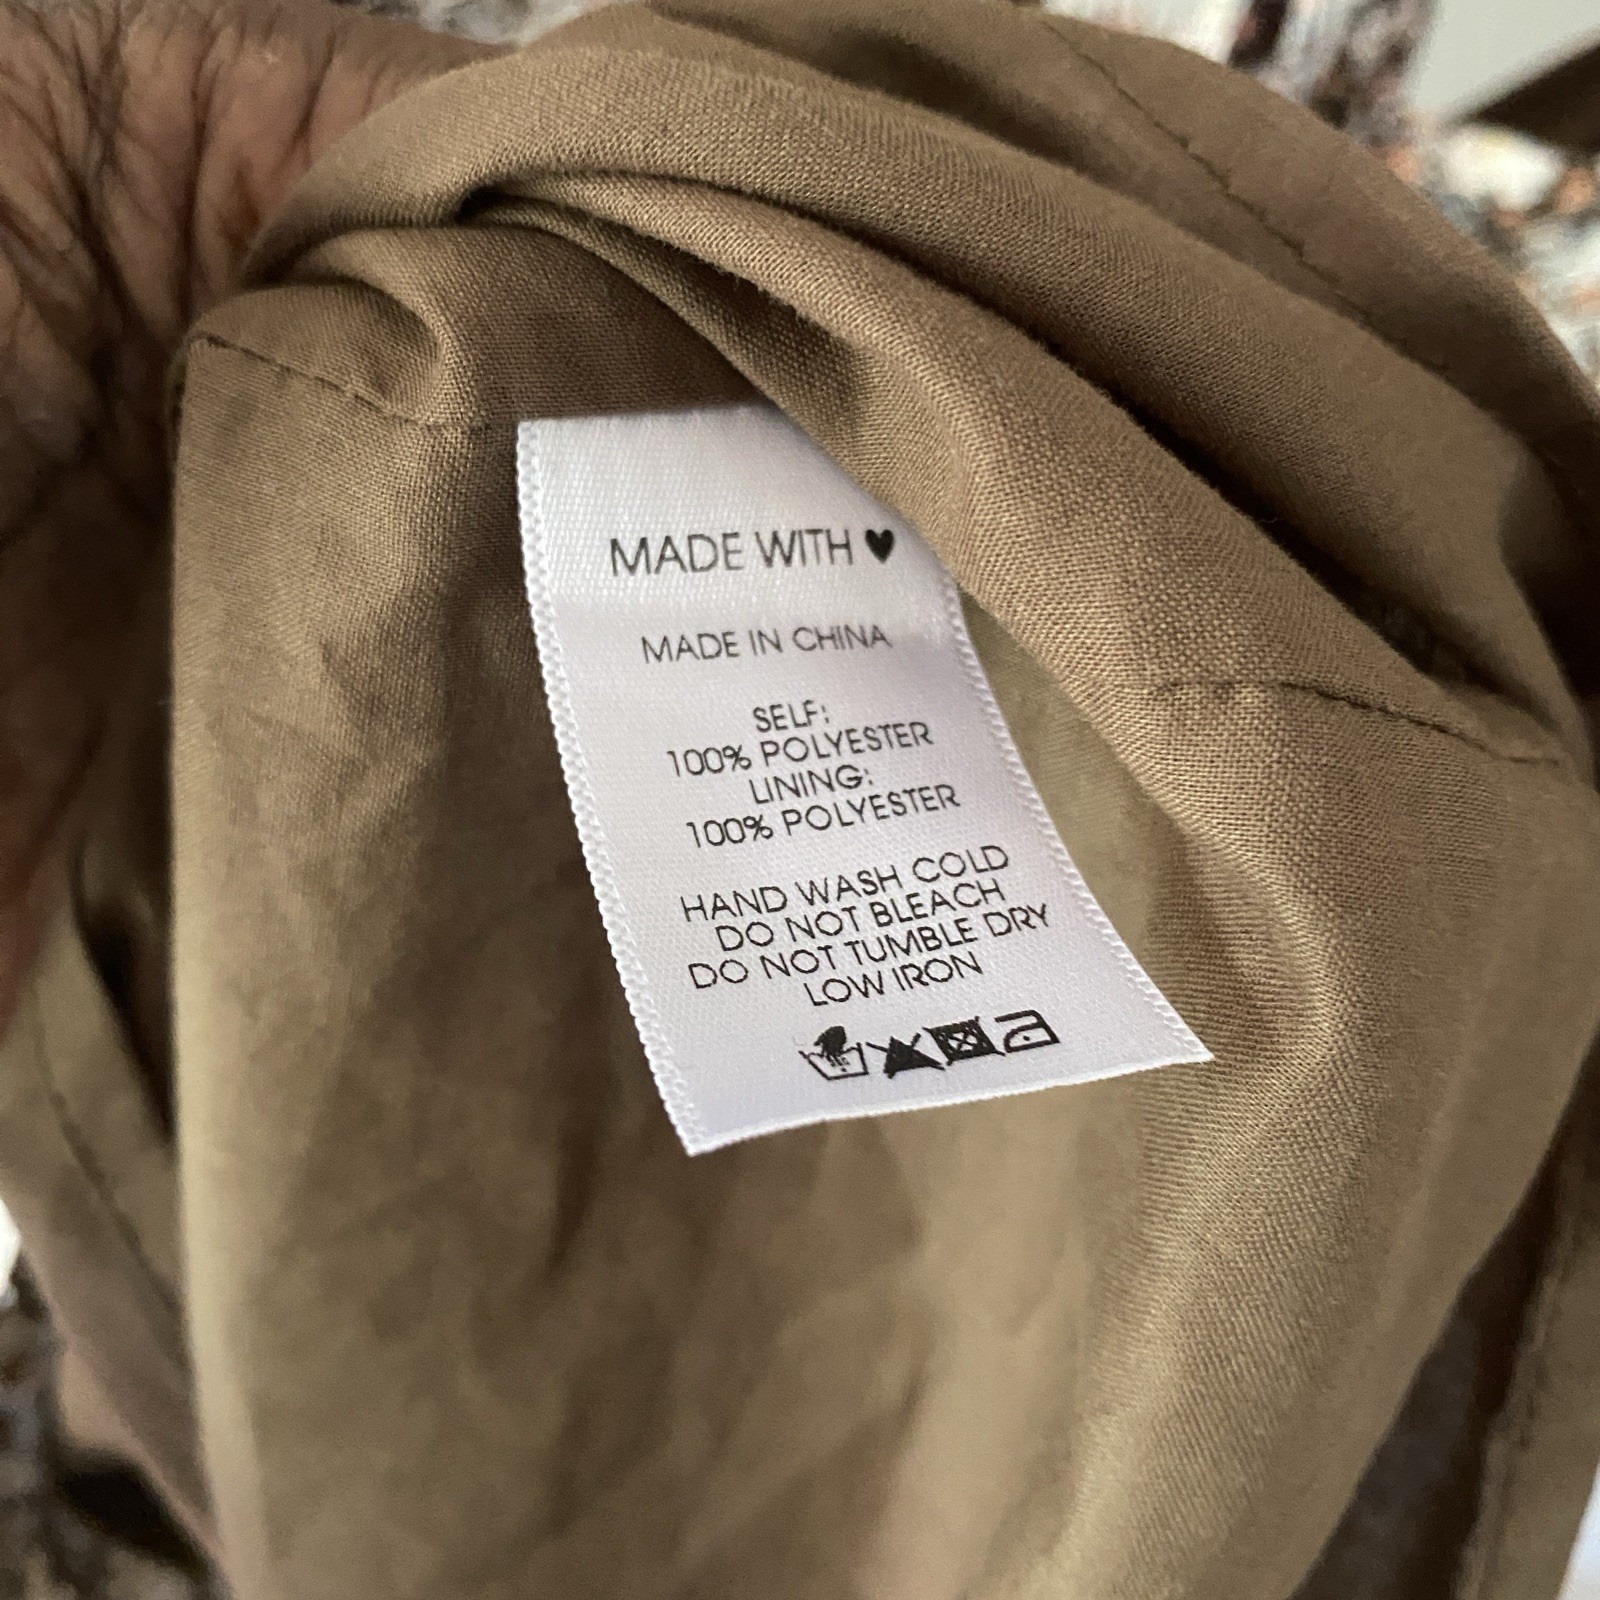 MADE WITH ♥
MADE IN CHINA
SELF:
100% POLYESTER
LINING:
100% POLYESTER
HAND WASH COLD
DO NOT BLEACH
DO NOT TUMBLE DRY
LOW IRON